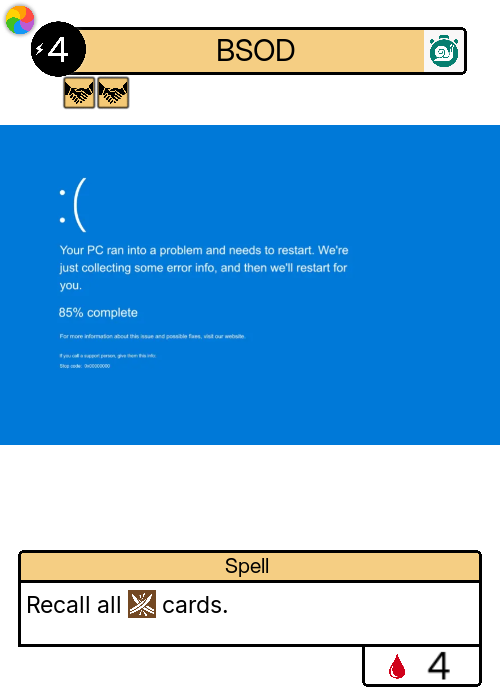 4
BSOD
:(
Your PC ran into a problem and needs to restart. We're
just collecting some error info, and then we'll restart for
you.
85% complete
For more information about this issue and possible fixes, visit our website.
If you call a support person, give them this info:
Stop code: 0x00000000
Spell
Recall all cards.
4